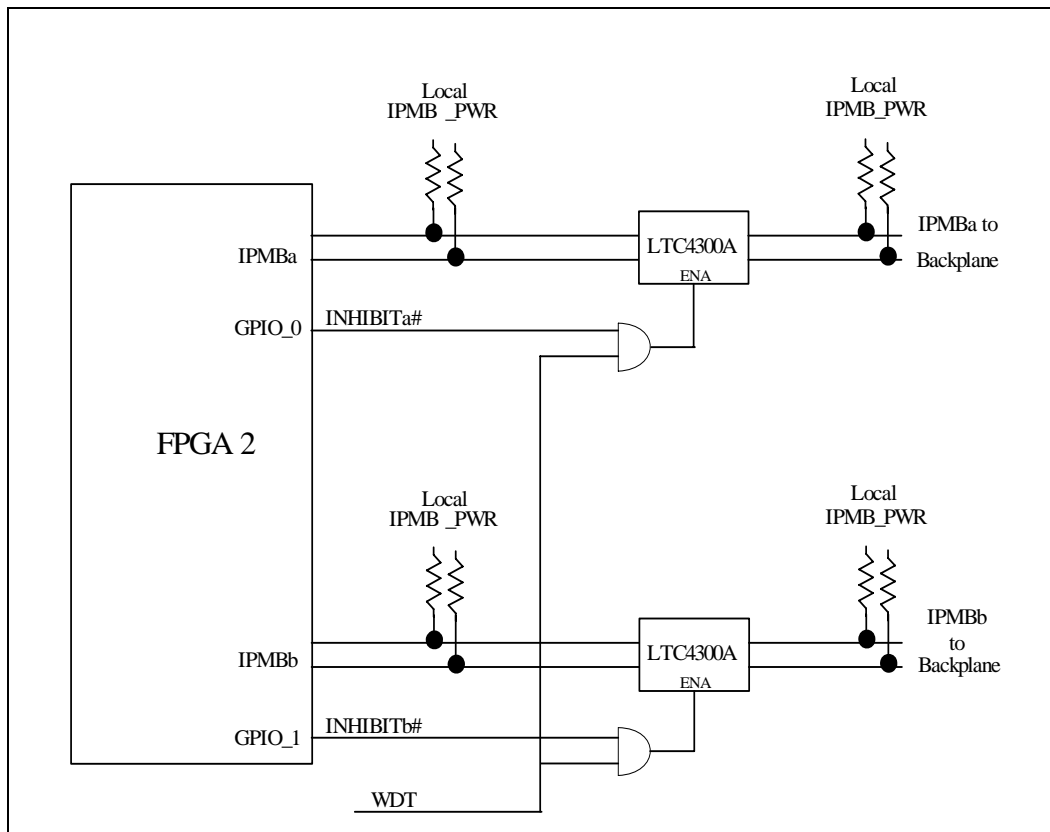 Local
IPMB _PWR
Local
IPMB_PWR
IPMBa
LTC4300A
ENA
IPMBa to
Backplane
GPIO_0
INHIBITa#
FPGA 2
Local
IPMB _PWR
Local
IPMB_PWR
IPMBb
LTC4300A
ENA
IPMBb
to
Backplane
GPIO_1
INHIBITb#
WDT